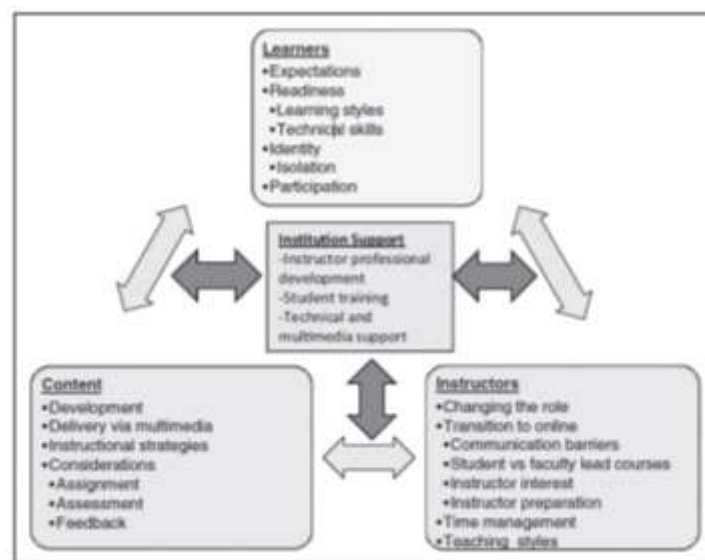 Learners
•Expectations
•Readiness
•Learning styles
•Technical skills
•Identity
•Isolation
•Participation
Institution Support
-Instructor professional
development
-Student training
-Technical and
multimedia support
Content
•Development
•Delivery via multimedia
•Instructional strategies
•Considerations
•Assignment
•Assessment
•Feedback
Instructors
•Changing the role
•Transition to online
•Communication barriers
•Student vs faculty lead courses
•Instructor interest
•Instructor preparation
•Time management
•Teaching styles